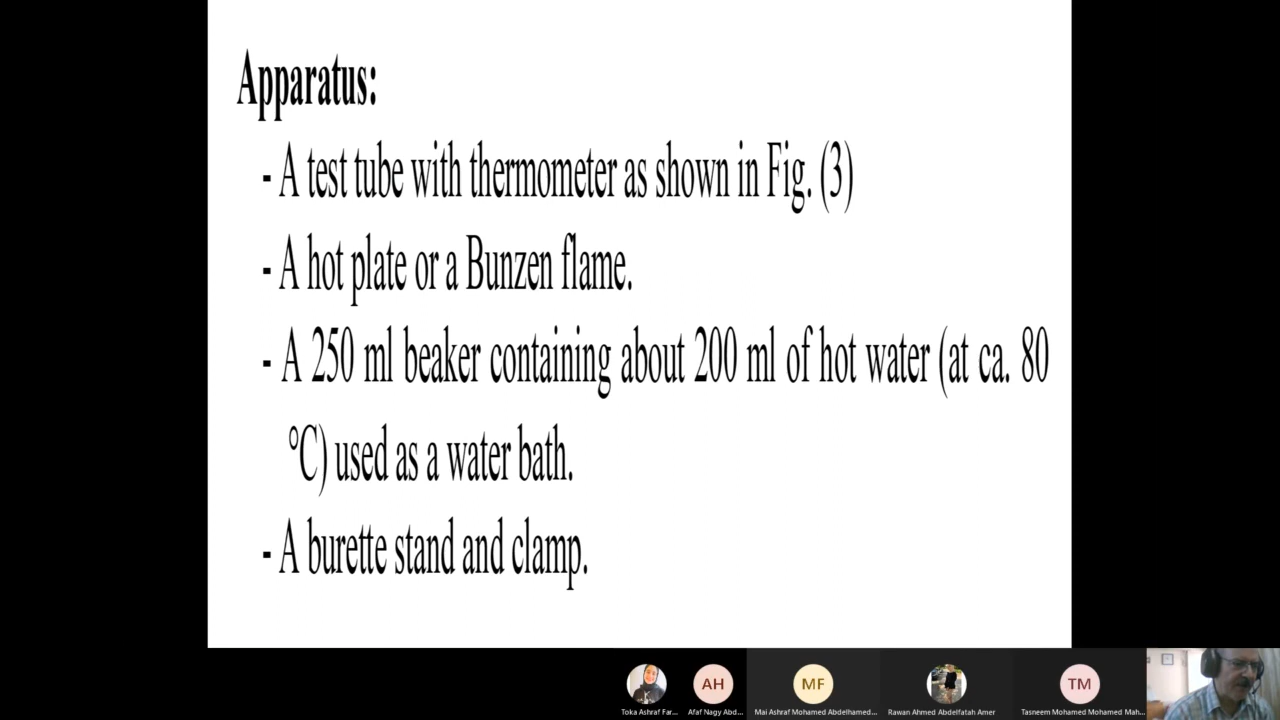 Apparatus:
- A test tube with thermometer as shown in Fig. (3)
- A hot plate or a Bunzen flame.
- A 250 ml beaker containing about 200 ml of hot water (at ca. 80
°C) used as a water bath.
- A burette stand and clamp.
AH
MF
TM
Toka Ashraf Far...
Afaf Nagy Abd...
Mai Ashraf Mohamed Abdelhamed...
Rawan Ahmed Abdelfatah Amer
Tasneem Mohamed Mohamed Mah...